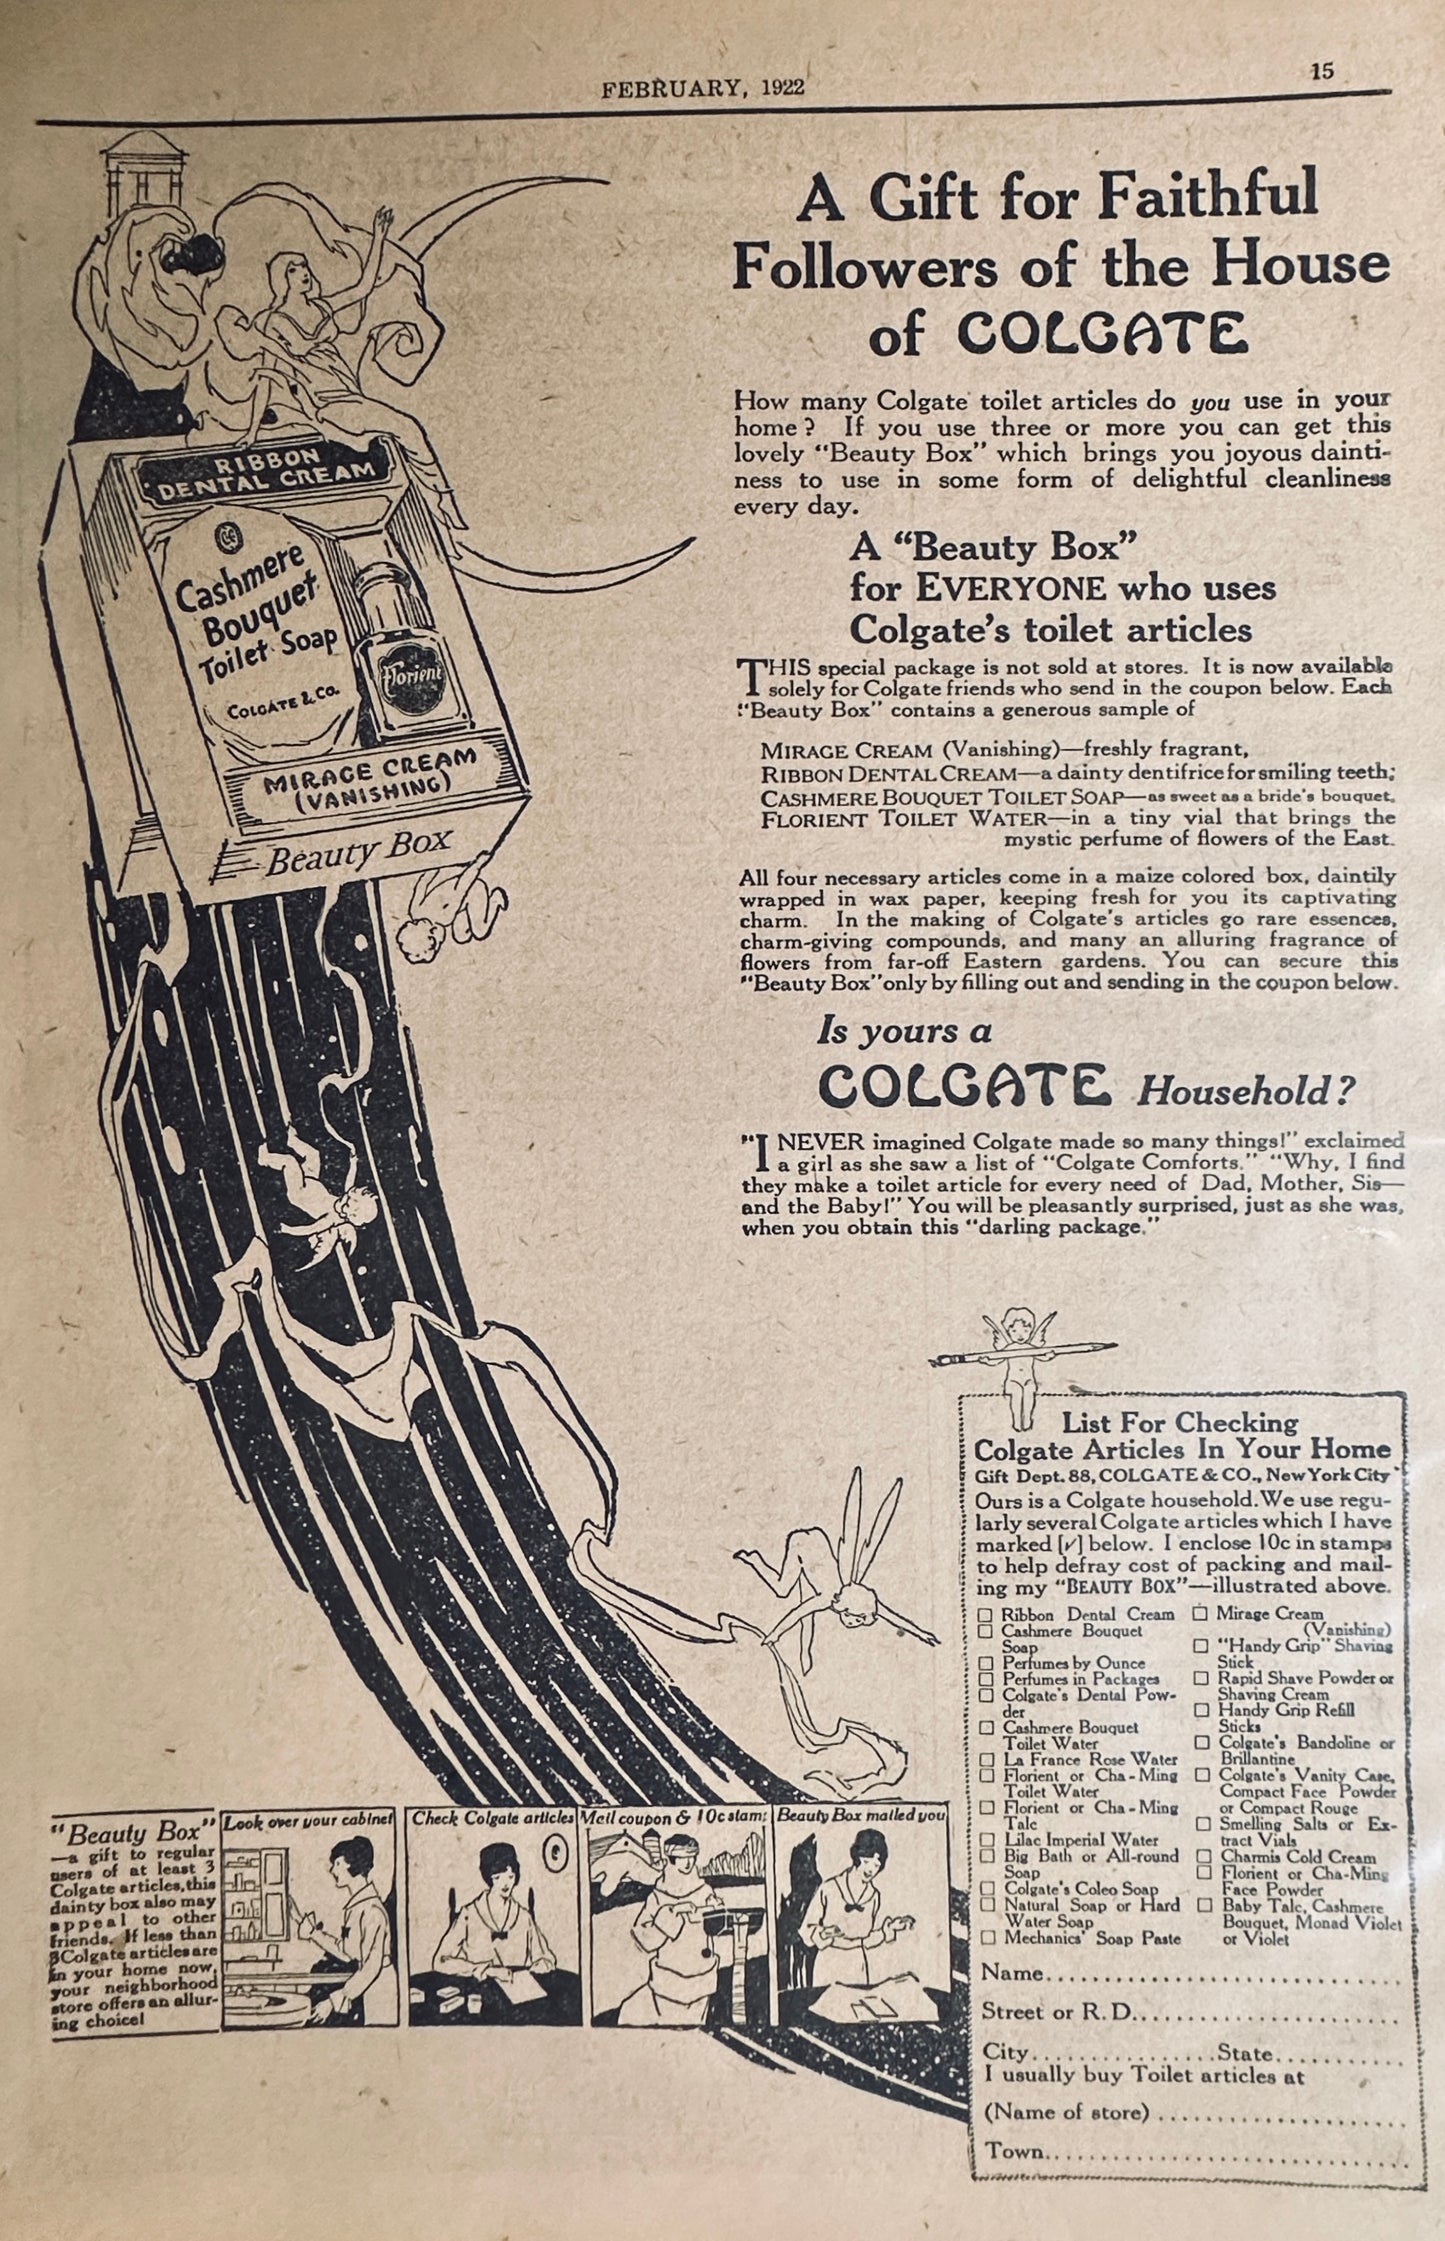 FEBRUARY, 1922
15
A Gift for Faithful
Followers of the House
of COLGATE
How many Colgate toilet articles do you use in your
home? If you use three or more you can get this
lovely "Beauty Box" which brings you joyous dainti-
ness to use in some form of delightful cleanliness
every day.
A "Beauty Box"
for EVERYONE who uses
Colgate's toilet articles
THIS special package is not sold at stores. It is now available
solely for Colgate friends who send in the coupon below. Each
"Beauty Box" contains a generous sample of
MIRAGE CREAM (Vanishing)—freshly fragrant,
RIBBON DENTAL CREAM—a dainty dentifrice for smiling teeth;
CASHMERE BOUQUET TOILET SOAP—as sweet as a bride's bouquet.
FLORIENT TOILET WATER—in a tiny vial that brings the
mystic perfume of flowers of the East.
All four necessary articles come in a maize colored box, daintily
wrapped in wax paper, keeping fresh for you its captivating
charm. In the making of Colgate's articles go rare essences,
charm-giving compounds, and many an alluring fragrance of
flowers from far-off Eastern gardens. You can secure this
"Beauty Box" only by filling out and sending in the coupon below.
Is yours a
COLGATE Household?
"I NEVER imagined Colgate made so many things!" exclaimed
a girl as she saw a list of "Colgate Comforts." "Why, I find
they make a toilet article for every need of Dad, Mother, Sis—
and the Baby!" You will be pleasantly surprised, just as she was,
when you obtain this "darling package."
RIBBON
DENTAL CREAM
CC
Cashmere
Bouquet
Toilet Soap
COLGATE & CO.
Florient
MIRAGE CREAM
(VANISHING)
Beauty Box
"Beauty Box"
—a gift to regular
users of at least 3
Colgate articles, this
dainty box also may
appeal to other
friends. If less than
3 Colgate articles are
in your home now,
your neighborhood
store offers an allur-
ing choice!
Look over your cabinet
Check Colgate articles
Mail coupon & 10c stamps
Beauty Box mailed you
List For Checking
Colgate Articles In Your Home
Gift Dept. 88, COLGATE & CO., New York City
Ours is a Colgate household. We use regu-
larly several Colgate articles which I have
marked [✓] below. I enclose 10c in stamps
to help defray cost of packing and mail-
ing my "BEAUTY BOX"—illustrated above.
☐ Ribbon Dental Cream
☐ Cashmere Bouquet
Soap
☐ Perfumes by Ounce
☐ Perfumes in Packages
☐ Colgate's Dental Pow-
der
☐ Cashmere Bouquet
Toilet Water
☐ La France Rose Water
☐ Florient or Cha-Ming
Toilet Water
☐ Florient or Cha-Ming
Talc
☐ Lilac Imperial Water
☐ Big Bath or All-round
Soap
☐ Colgate's Coleo Soap
☐ Natural Soap or Hard
Water Soap
☐ Mechanics' Soap Paste
☐ Mirage Cream
(Vanishing)
☐ "Handy Grip" Shaving
Stick
☐ Rapid Shave Powder or
Shaving Cream
☐ Handy Grip Refill
Sticks
☐ Colgate's Bandoline or
Brillantine
☐ Colgate's Vanity Case,
Compact Face Powder
or Compact Rouge
☐ Smelling Salts or Ex-
tract Vials
☐ Charmis Cold Cream
☐ Florient or Cha-Ming
Face Powder
☐ Baby Talc, Cashmere
Bouquet, Monad Violet
or Violet
Name
Street or R. D.
City State
I usually buy Toilet articles at
(Name of store)
Town